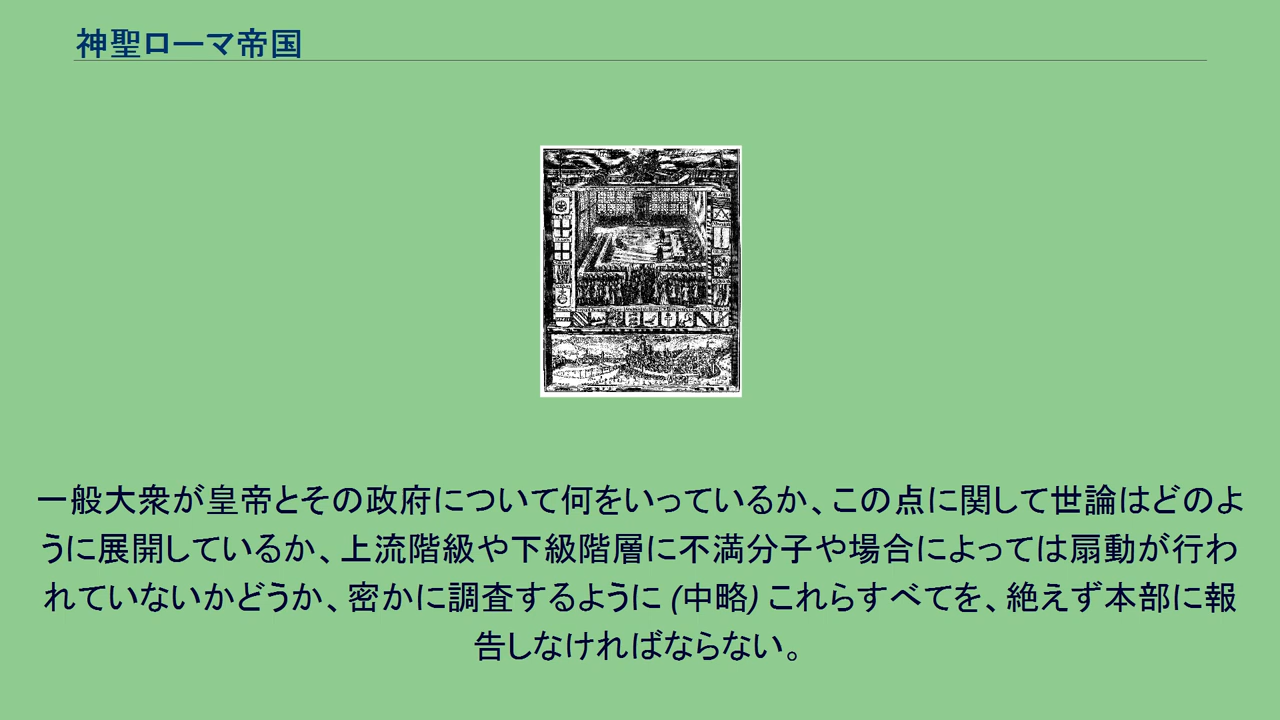 神聖ローマ帝国
一般大衆が皇帝とその政府について何をいっているか、この点に関して世論はどのよ
うに展開しているか、上流階級や下級階層に不満分子や場合によっては扇動が行わ
れていないかどうか、密かに調査するように (中略) これらすべてを、絶えず本部に報
告しなければならない。